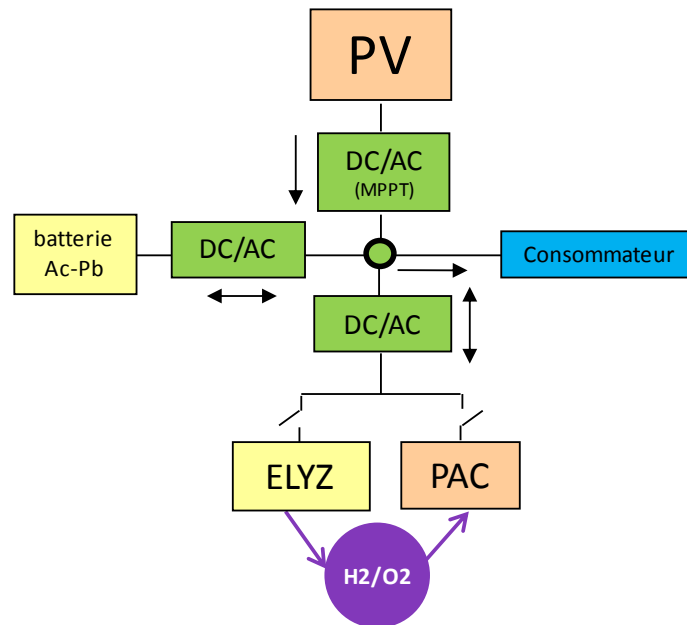 PV
DC/AC
(MPPT)
batterie
Ac-Pb
DC/AC
Consommateur
DC/AC
ELYZ
PAC
H2/O2